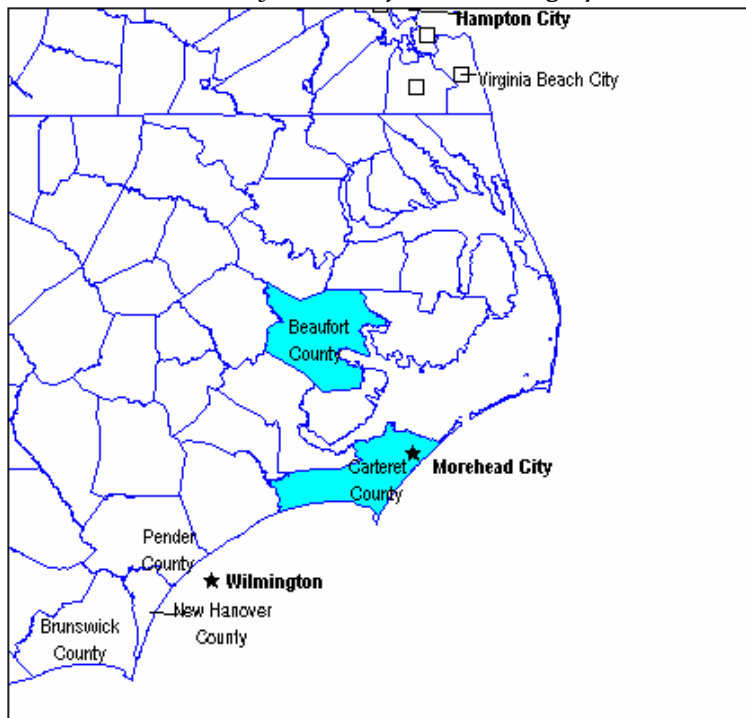 Hampton City
Virginia Beach City
Beaufort
County
Carteret
County
Morehead City
Pender
County
Wilmington
New Hanover
County
Brunswick
County